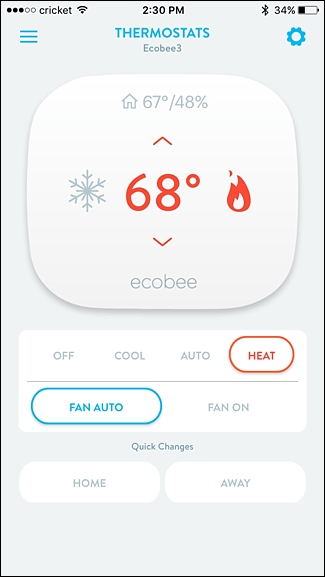 cricket 2:30 PM 34%
THERMOSTATS
Ecobee3
67°/48%
68°
ecobee
OFF COOL AUTO HEAT
FAN AUTO FAN ON
Quick Changes
HOME AWAY